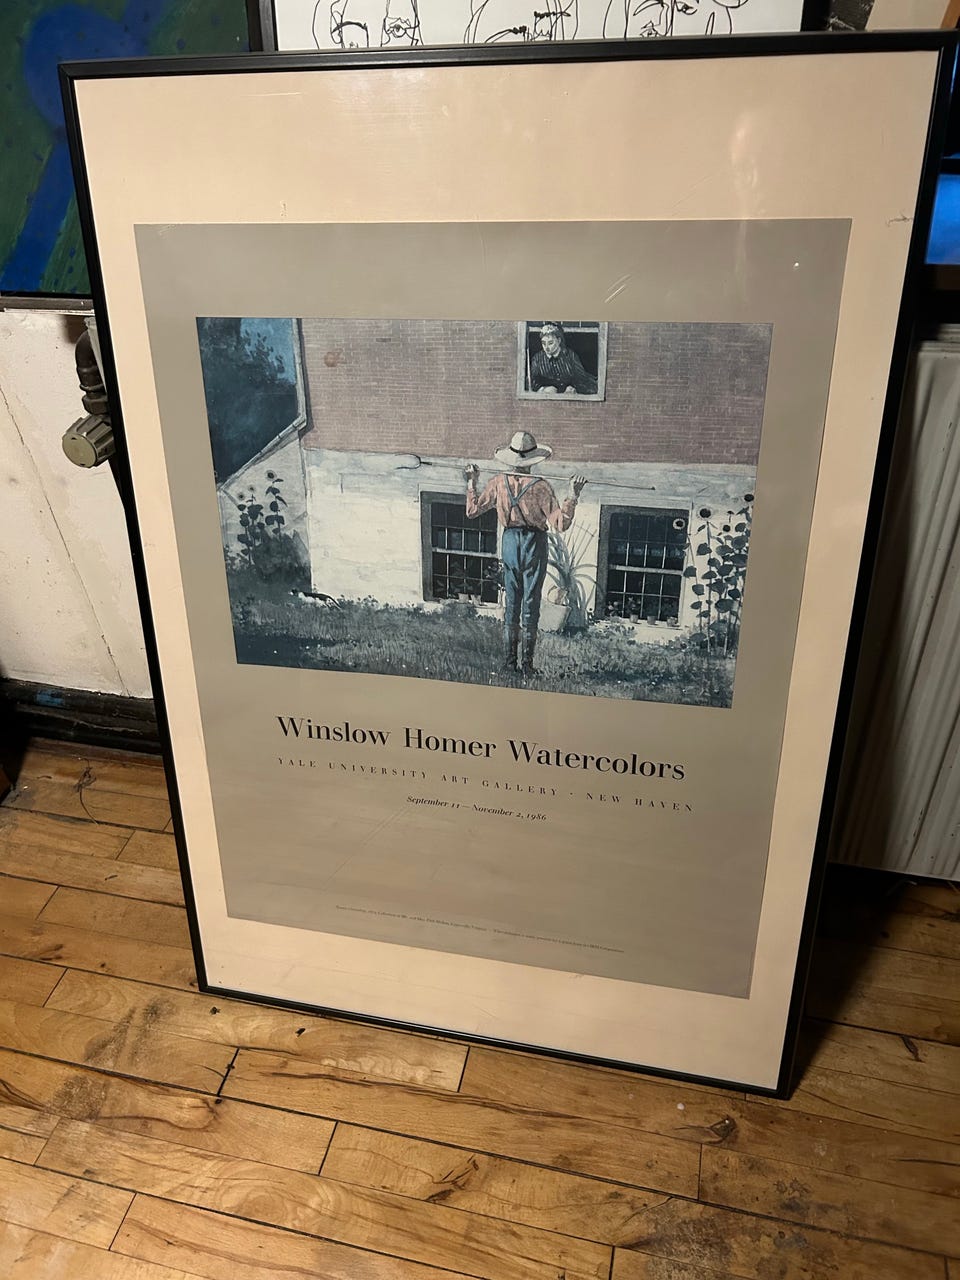 Winslow Homer Watercolors
YALE UNIVERSITY ART GALLERY · NEW HAVEN
September 11—November 2, 1986